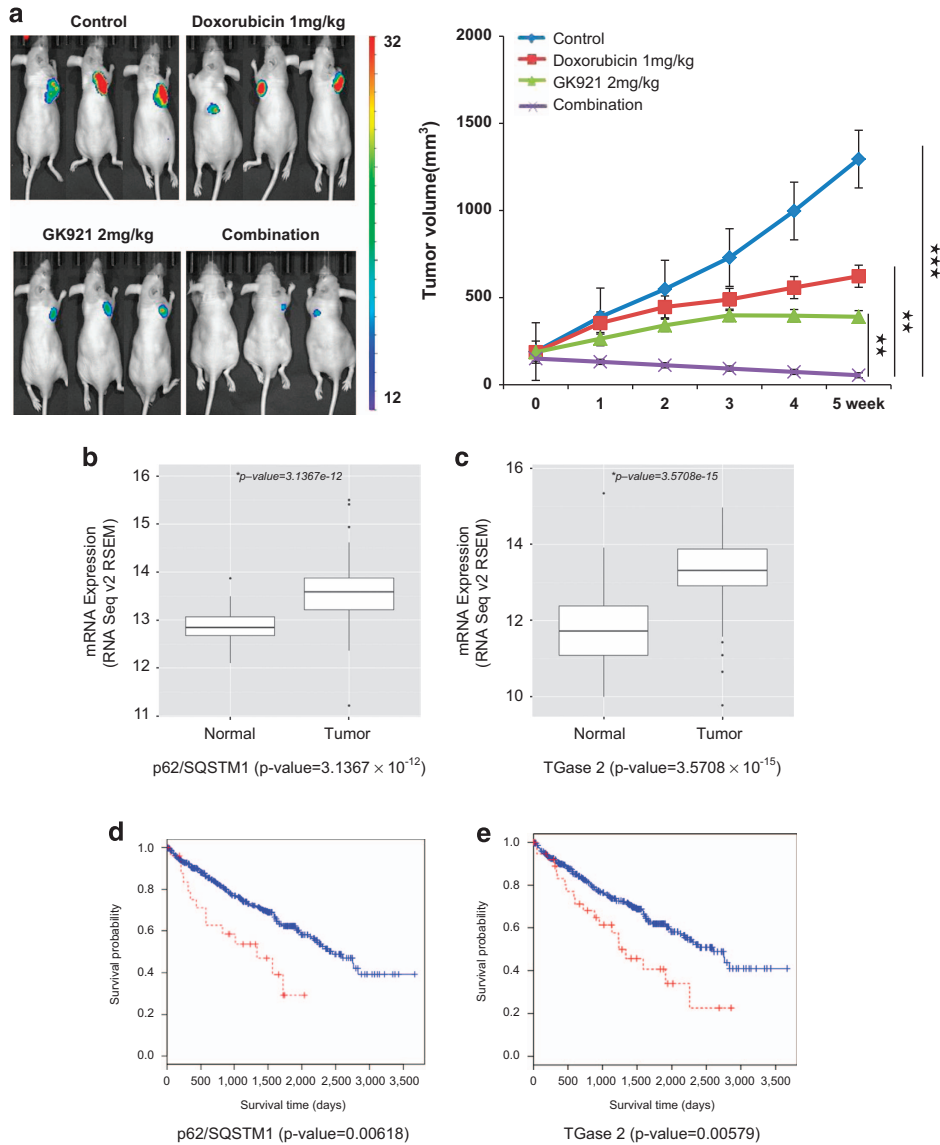 a
Control
Doxorubicin 1mg/kg
GK921 2mg/kg
Combination
32
12
Tumor volume(mm³)
2000
1500
1000
500
0
Control
Doxorubicin 1mg/kg
GK921 2mg/kg
Combination
0 1 2 3 4 5 week
★★
★★
★★★
b
mRNA Expression
(RNA Seq v2 RSEM)
16
15
14
13
12
11
*p–value=3.1367e-12
Normal Tumor
p62/SQSTM1 (p-value=3.1367 × 10⁻¹²)
c
mRNA Expression
(RNA Seq v2 RSEM)
16
14
12
10
*p–value=3.5708e-15
Normal Tumor
TGase 2 (p-value=3.5708 × 10⁻¹⁵)
d
Survival probability
1.0
0.8
0.6
0.4
0.2
0.0
0 500 1,000 1,500 2,000 2,500 3,000 3,500
Survival time (days)
p62/SQSTM1 (p-value=0.00618)
e
Survival probability
1.0
0.8
0.6
0.4
0.2
0.0
0 500 1,000 1,500 2,000 2,500 3,000 3,500
Survival time (days)
TGase 2 (p-value=0.00579)